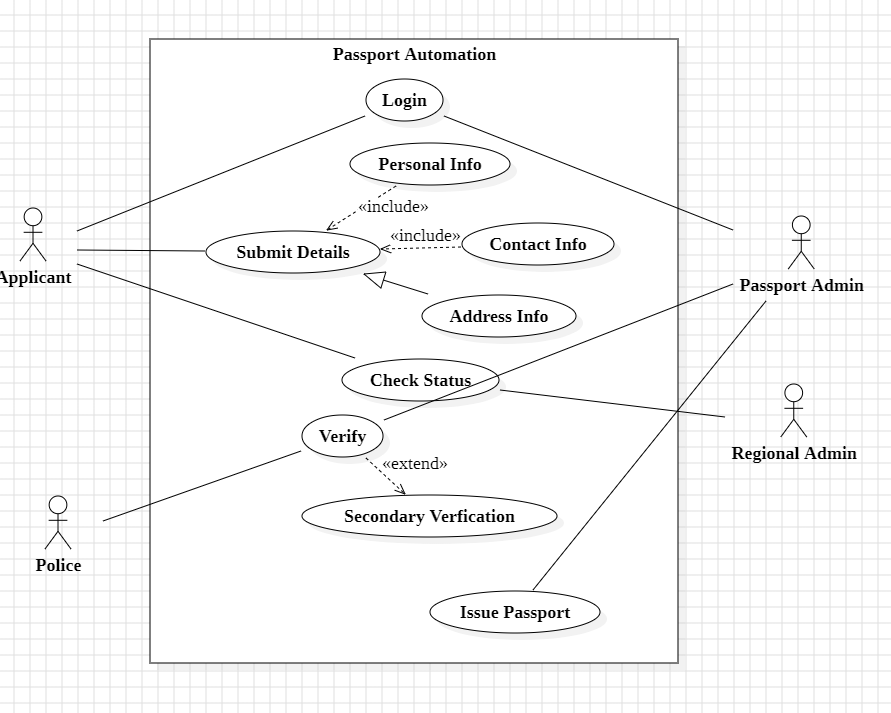 Passport Automation
Login
Personal Info
«include»
«include»
Submit Details
Contact Info
Applicant
Passport Admin
Address Info
Check Status
Verify
Regional Admin
«extend»
Secondary Verfication
Police
Issue Passport